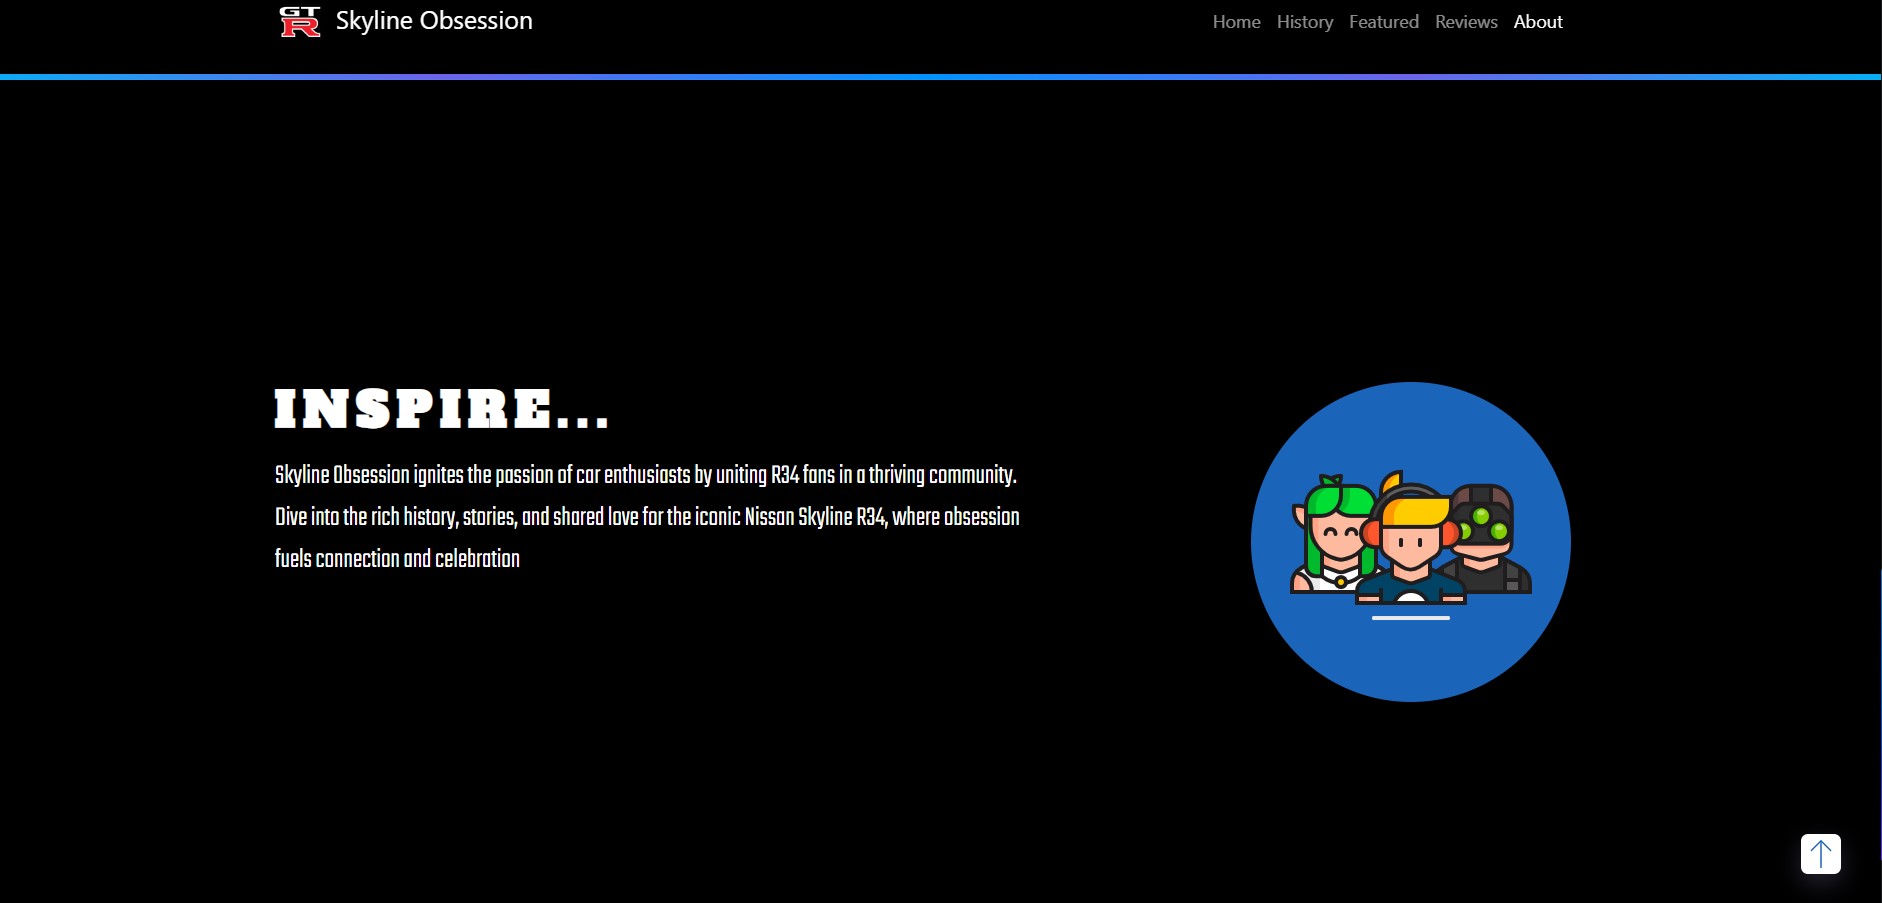 GT
R
Skyline Obsession
Home History Featured Reviews About
INSPIRE...
Skyline Obsession ignites the passion of car enthusiasts by uniting R34 fans in a thriving community.
Dive into the rich history, stories, and shared love for the iconic Nissan Skyline R34, where obsession
fuels connection and celebration